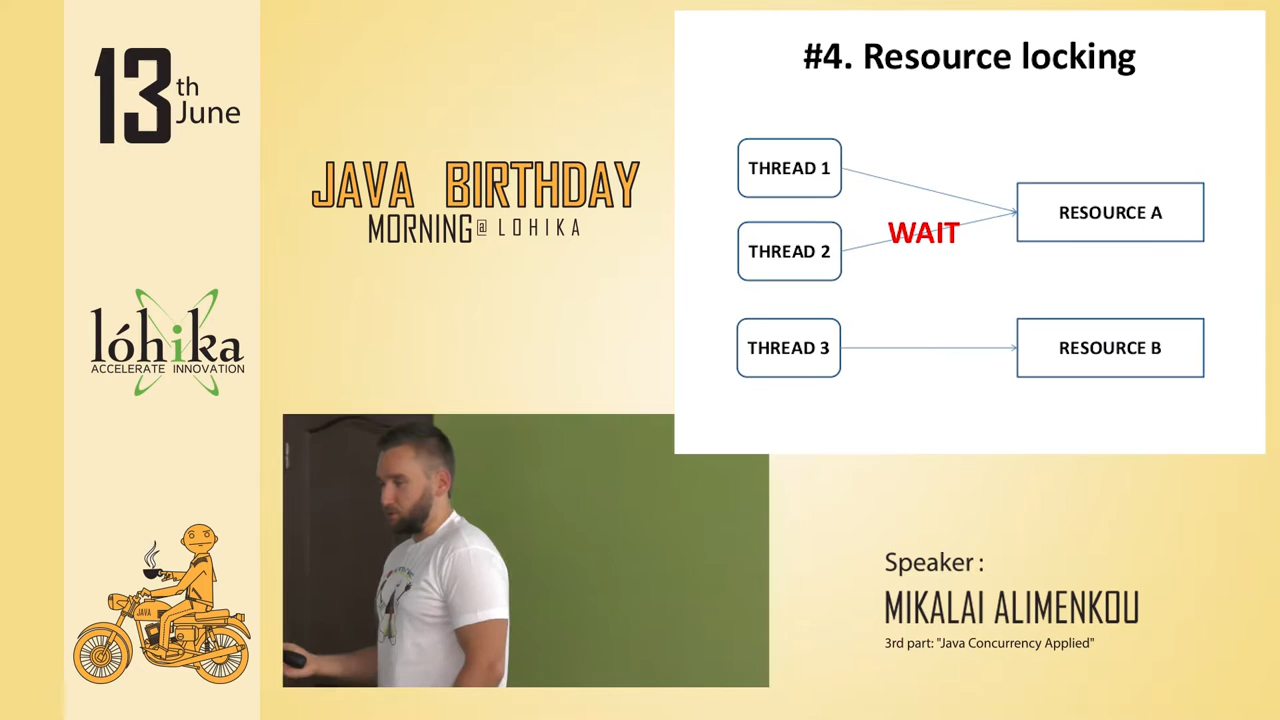 13th
June
JAVA BIRTHDAY
MORNING@LOHIKA
lóhika
ACCELERATE INNOVATION
JAVA
#4. Resource locking
THREAD 1
RESOURCE A
WAIT
THREAD 2
THREAD 3
RESOURCE B
Speaker :
MIKALAI ALIMENKOU
3rd part: "Java Concurrency Applied"